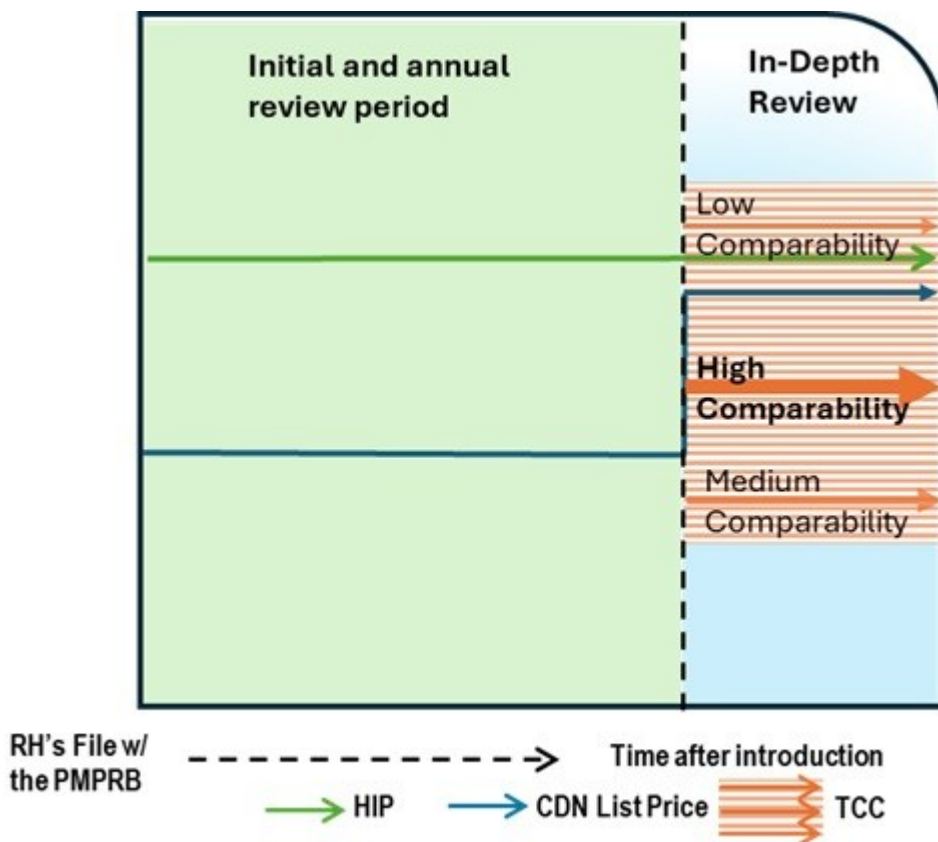 Initial and annual
review period
In-Depth
Review
Low
Comparability
High
Comparability
Medium
Comparability
RH's File w/
the PMPRB
Time after introduction
HIP
CDN List Price
TCC